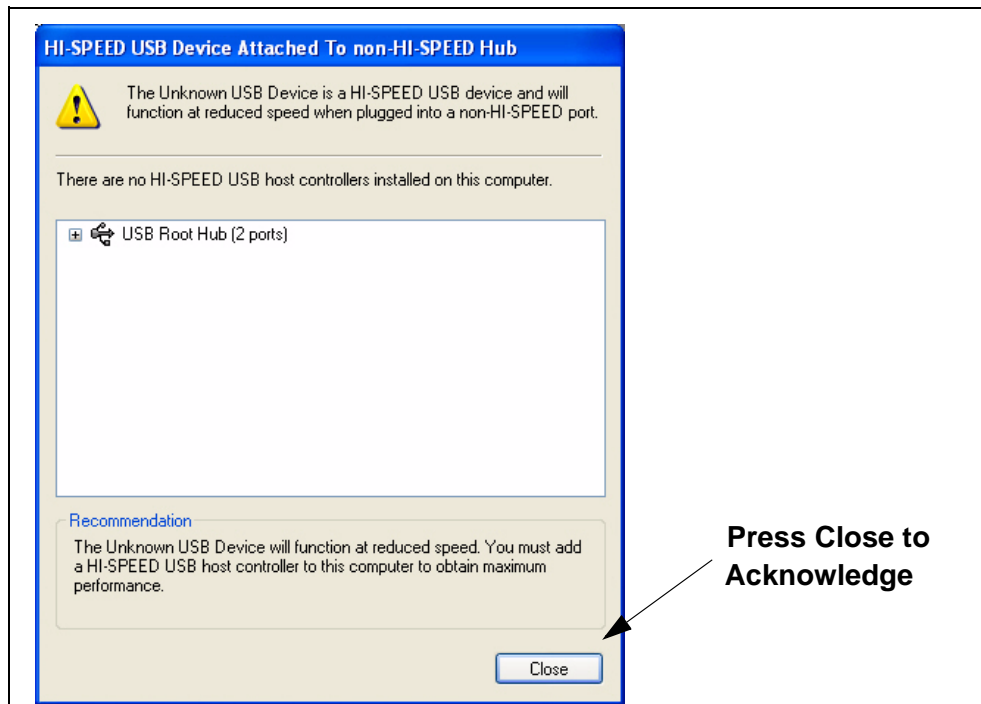 HI-SPEED USB Device Attached To non-HI-SPEED Hub
The Unknown USB Device is a HI-SPEED USB device and will
function at reduced speed when plugged into a non-HI-SPEED port.
There are no HI-SPEED USB host controllers installed on this computer.
USB Root Hub (2 ports)
Recommendation
The Unknown USB Device will function at reduced speed. You must add
a HI-SPEED USB host controller to this computer to obtain maximum
performance.
Press Close to
Acknowledge
Close